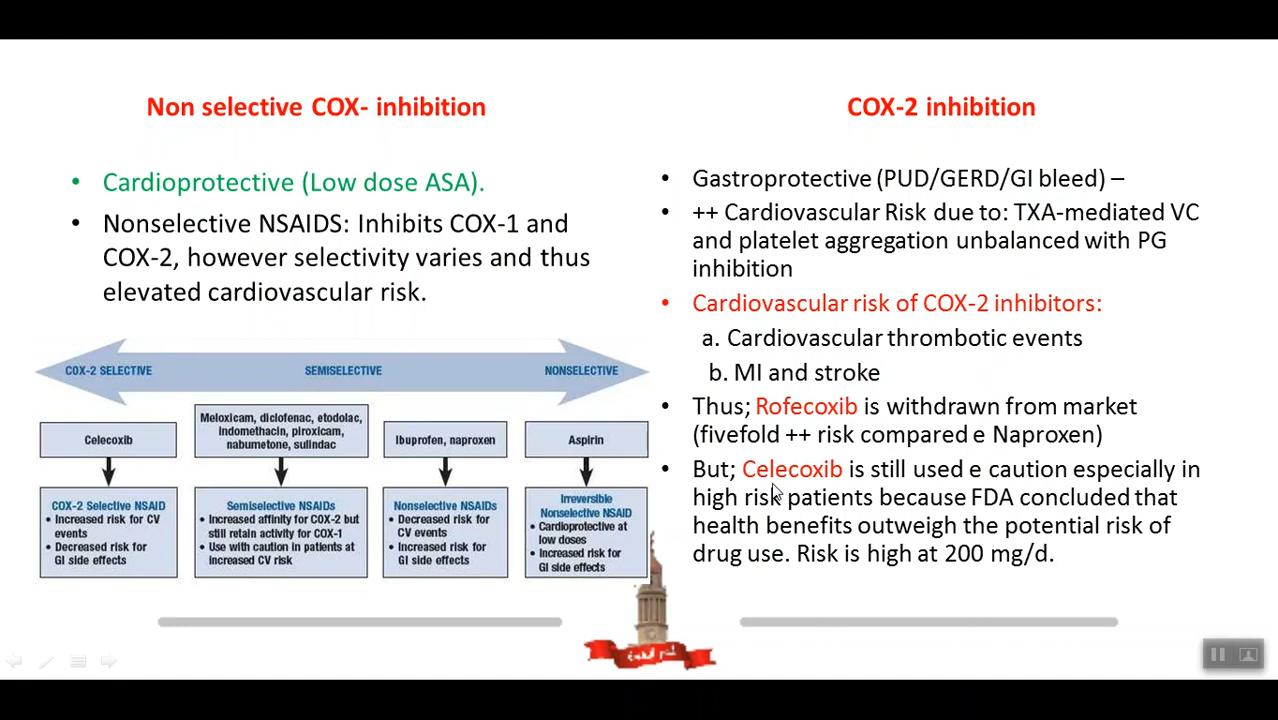 Non selective COX- inhibition
• Cardioprotective (Low dose ASA).
• Nonselective NSAIDS: Inhibits COX-1 and
COX-2, however selectivity varies and thus
elevated cardiovascular risk.
COX-2 SELECTIVE
SEMISELECTIVE
NONSELECTIVE
Celecoxib
Meloxicam, diclofenac, etodolac,
indomethacin, piroxicam,
nabumetone, sulindac
Ibuprofen, naproxen
Aspirin
COX-2 Selective NSAID
• Increased risk for CV
events
• Decreased risk for
GI side effects
Semiselective NSAIDs
• Increased affinity for COX-2 but
still retain activity for COX-1
• Use with caution in patients at
increased CV risk
Nonselective NSAIDs
• Decreased risk for
CV events
• Increased risk for
GI side effects
Irreversible
Nonselective NSAID
• Cardioprotective at
low doses
• Increased risk for
GI side effects
COX-2 inhibition
• Gastroprotective (PUD/GERD/GI bleed) –
• ++ Cardiovascular Risk due to: TXA-mediated VC
and platelet aggregation unbalanced with PG
inhibition
• Cardiovascular risk of COX-2 inhibitors:
a. Cardiovascular thrombotic events
b. MI and stroke
• Thus; Rofecoxib is withdrawn from market
(fivefold ++ risk compared e Naproxen)
• But; Celecoxib is still used e caution especially in
high risk patients because FDA concluded that
health benefits outweigh the potential risk of
drug use. Risk is high at 200 mg/d.